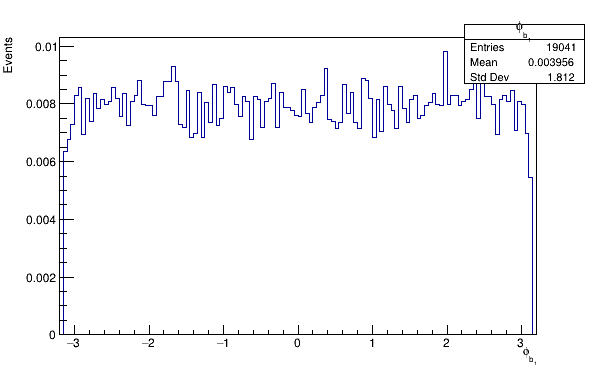 ϕ_b₁
Entries 19041
Mean 0.003956
Std Dev 1.812
Events
0.01
0.008
0.006
0.004
0.002
0
−3 −2 −1 0 1 2 3
ϕ_b₁